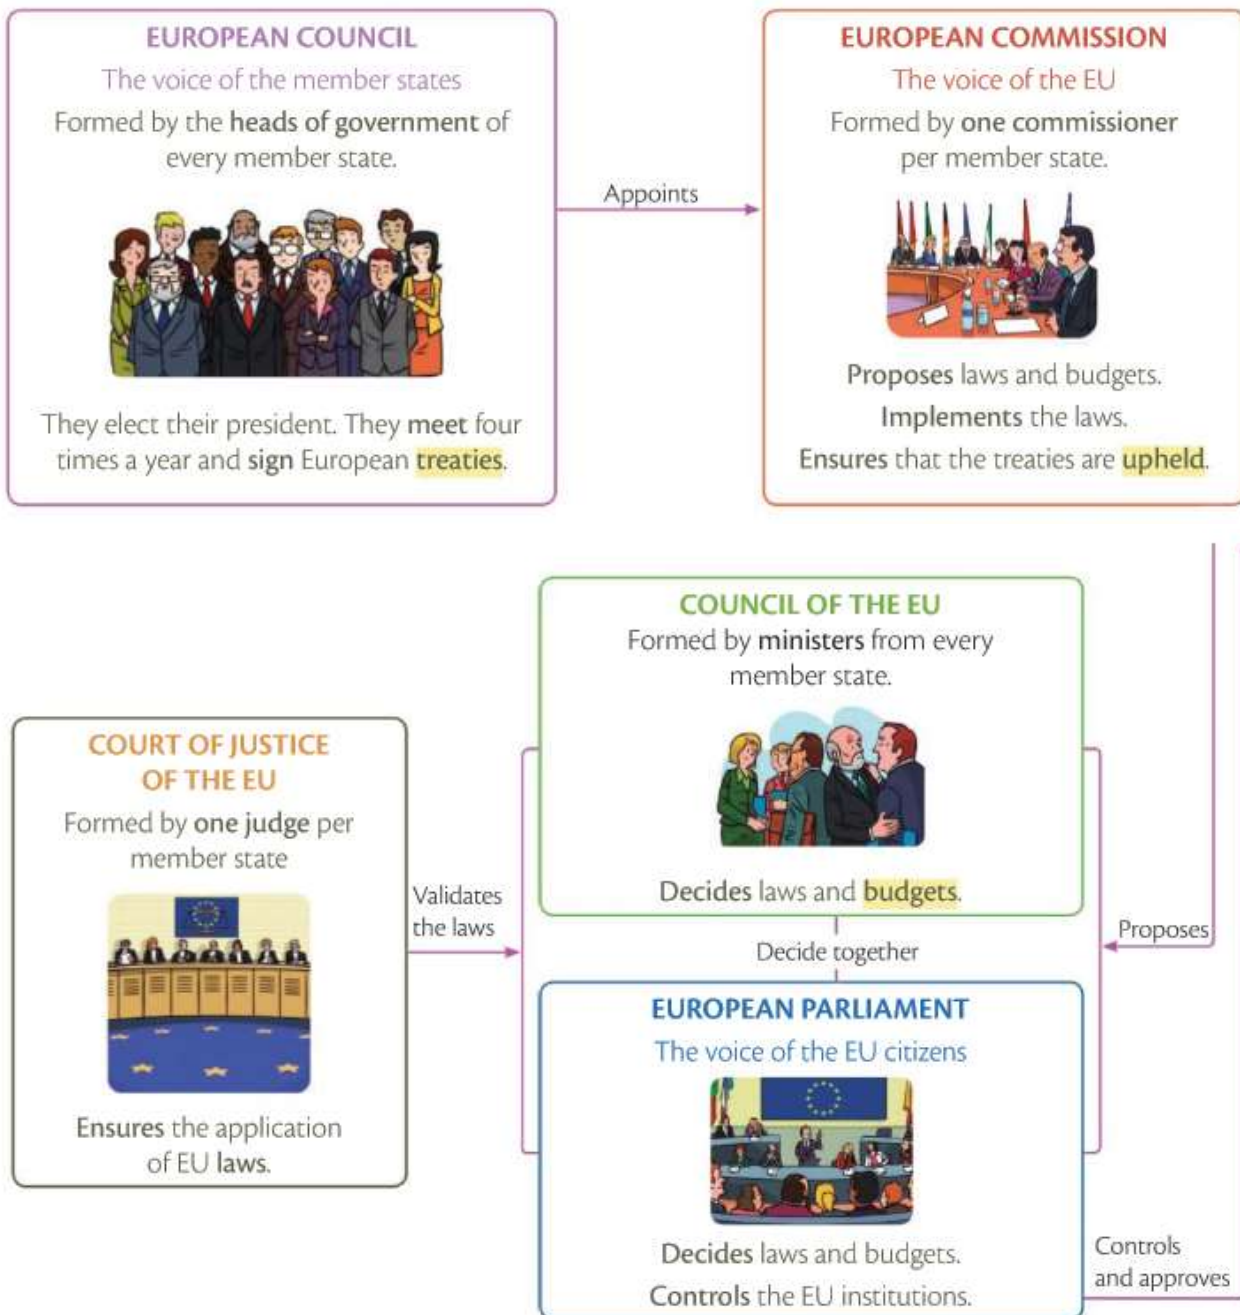 EUROPEAN COUNCIL
The voice of the member states
Formed by the heads of government of
every member state.
They elect their president. They meet four
times a year and sign European treaties.
Appoints
EUROPEAN COMMISSION
The voice of the EU
Formed by one commissioner
per member state.
Proposes laws and budgets.
Implements the laws.
Ensures that the treaties are upheld.
COUNCIL OF THE EU
Formed by ministers from every
member state.
Decides laws and budgets.
COURT OF JUSTICE
OF THE EU
Formed by one judge per
member state
Ensures the application
of EU laws.
Validates
the laws
Decide together
Proposes
EUROPEAN PARLIAMENT
The voice of the EU citizens
Decides laws and budgets.
Controls the EU institutions.
Controls
and approves